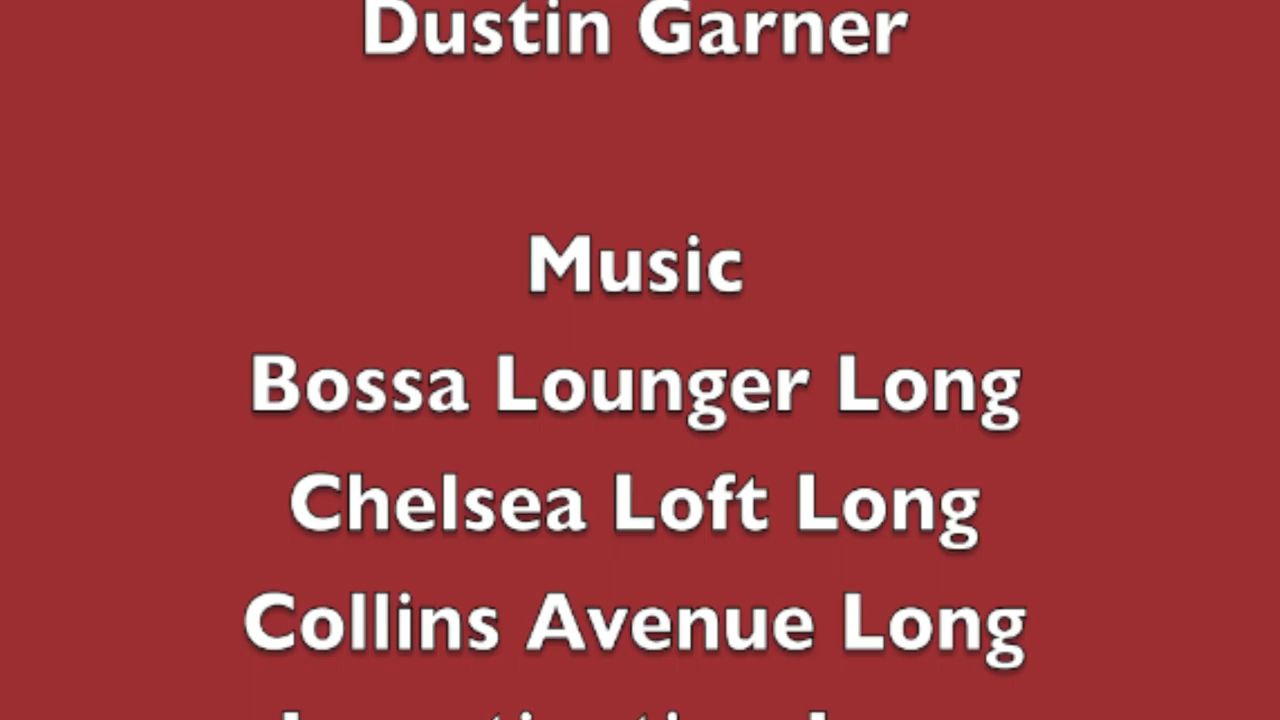 Dustin Garner
Music
Bossa Lounger Long
Chelsea Loft Long
Collins Avenue Long